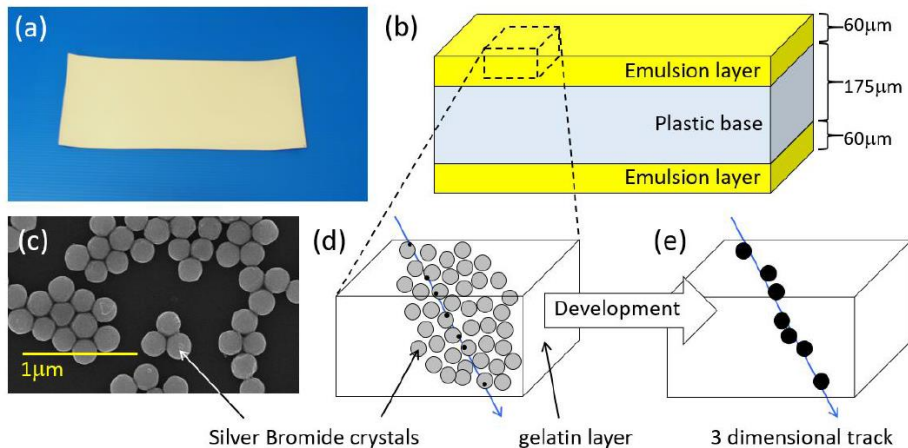 (a)
(b)
60μm
Emulsion layer
175μm
Plastic base
60μm
Emulsion layer
(c)
(d)
(e)
Development
1μm
Silver Bromide crystals
gelatin layer
3 dimensional track